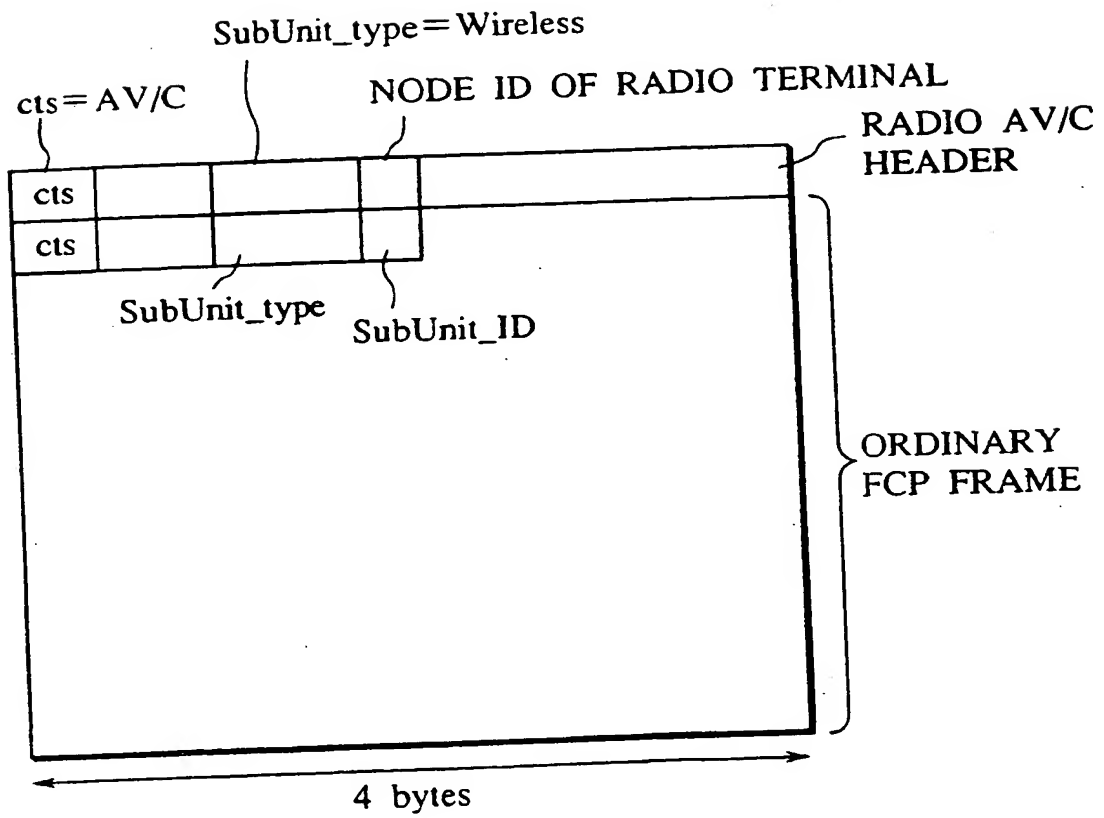 SubUnit_type=Wireless
cts=AV/C
NODE ID OF RADIO TERMINAL
RADIO AV/C
HEADER
cts
cts
SubUnit_type
SubUnit_ID
ORDINARY
FCP FRAME
4 bytes